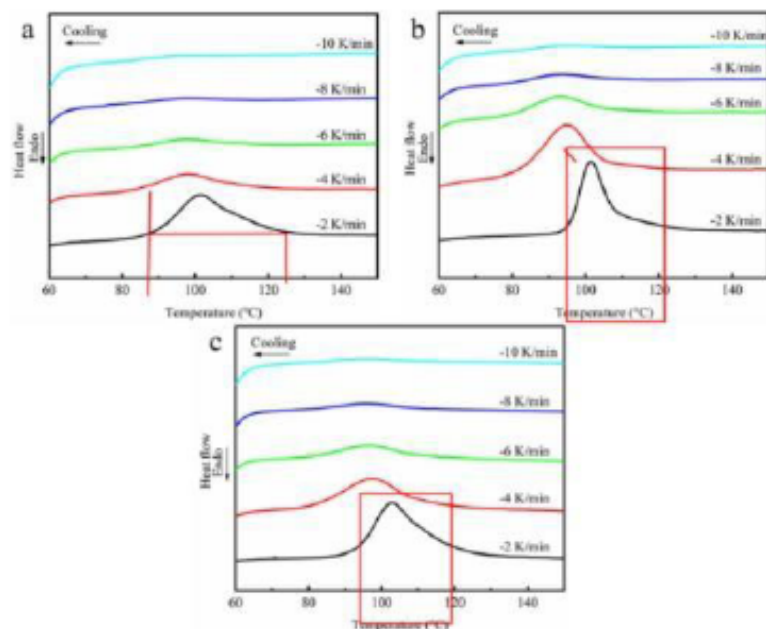 a
Cooling
-10 K/min
-8 K/min
-6 K/min
-4 K/min
-2 K/min
Heat flow
Endo
60 80 100 120 140
Temperature (°C)
b
Cooling
-10 K/min
-8 K/min
-6 K/min
-4 K/min
-2 K/min
Heat flow
Endo
60 80 100 120 140
Temperature (°C)
c
Cooling
-10 K/min
-8 K/min
-6 K/min
-4 K/min
-2 K/min
Heat flow
Endo
60 80 100 120 140
Temperature (°C)